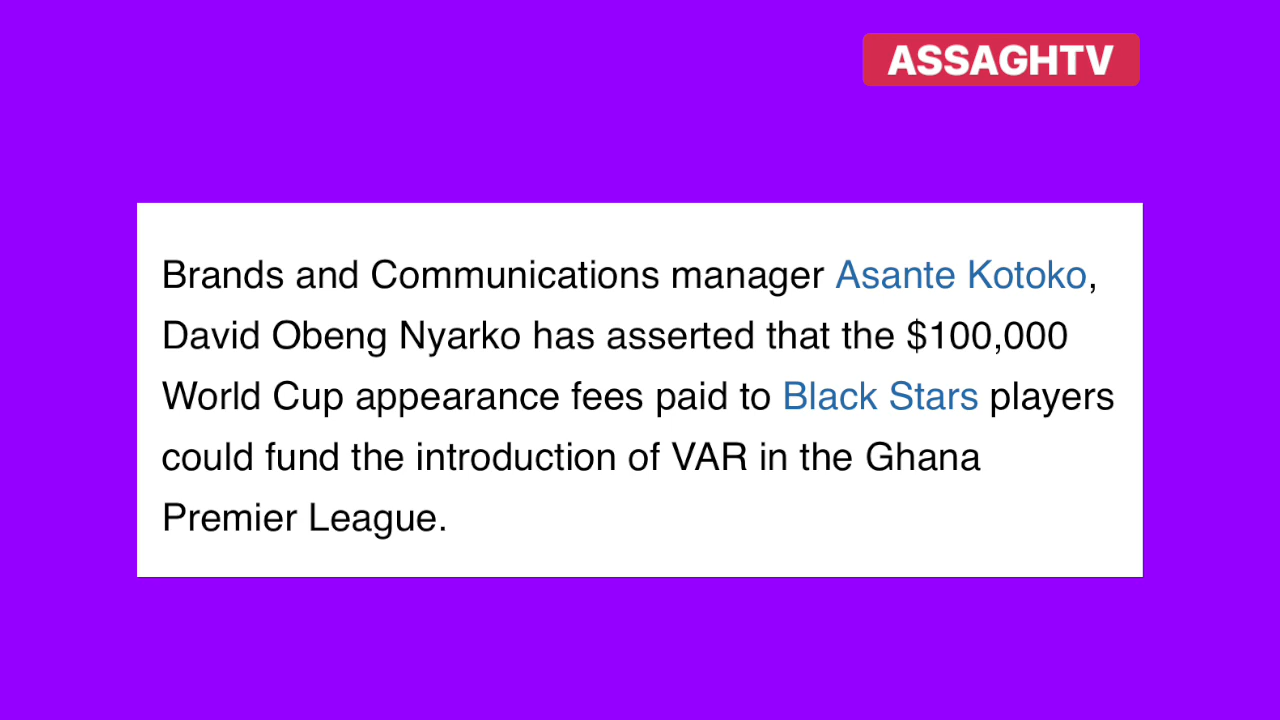 ASSAGHTV
Brands and Communications manager Asante Kotoko,
David Obeng Nyarko has asserted that the $100,000
World Cup appearance fees paid to Black Stars players
could fund the introduction of VAR in the Ghana
Premier League.